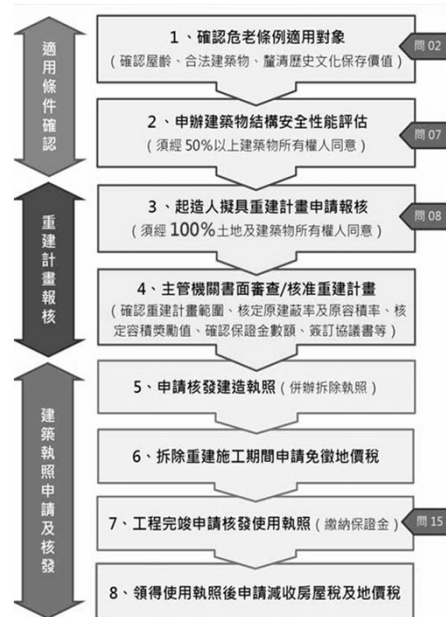 適用條件確認
1、確認危老條例適用對象
（確認屋齡、合法建築物、釐清歷史文化保存價值）
問 02
2、申辦建築物結構安全性能評估
（須經 50%以上建築物所有權人同意）
問 07
重建計畫報核
3、起造人擬具重建計畫申請報核
（須經 100%土地及建築物所有權人同意）
問 08
4、主管機關書面審查/核准重建計畫
（確認重建計畫範圍、核定原建蔽率及原容積率、核
定容積獎勵值、確認保證金數額、簽訂協議書等）
建築執照申請及核發
5、申請核發建造執照（併辦拆除執照）
6、拆除重建施工期間申請免徵地價稅
7、工程完竣申請核發使用執照（繳納保證金）
問 15
8、領得使用執照後申請減收房屋稅及地價稅